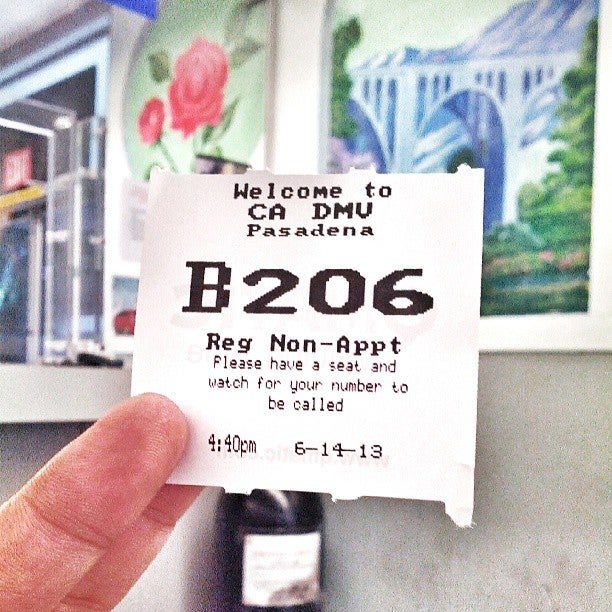 Welcome to
CA DMV
Pasadena
B206
Reg Non-Appt
Please have a seat and
watch for your number to
be called
4:40pm 6-14-13